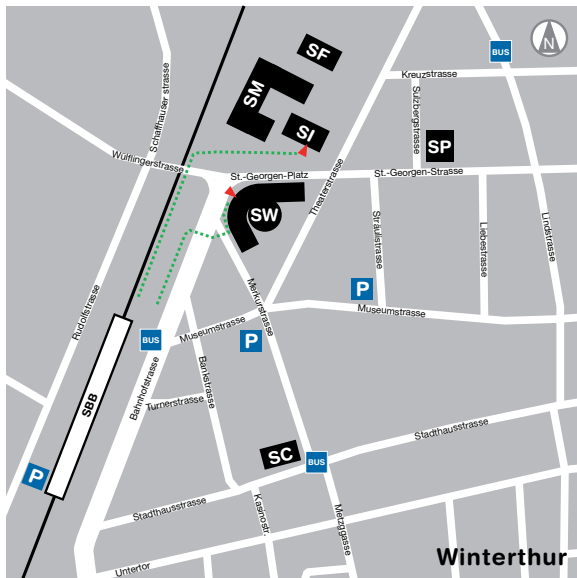 SF
N
BUS
Kreuzstrasse
SM
Schaffhauser strasse
Sulzbergstrasse
SI
SP
Wülflingerstrasse
St.-Georgen-Platz
St.-Georgen-Strasse
Theaterstrasse
SW
Sträulistrasse
Liebestrasse
Lindstrasse
Rudolfstrasse
Merkurstrasse
P
Museumstrasse
Museumstrasse
BUS
P
Bahnhofstrasse
Bankstrasse
SBB
Turnerstrasse
Stadthausstrasse
SC
BUS
P
Stadthausstrasse
Kasinostr.
Metzggasse
Untertor
Winterthur